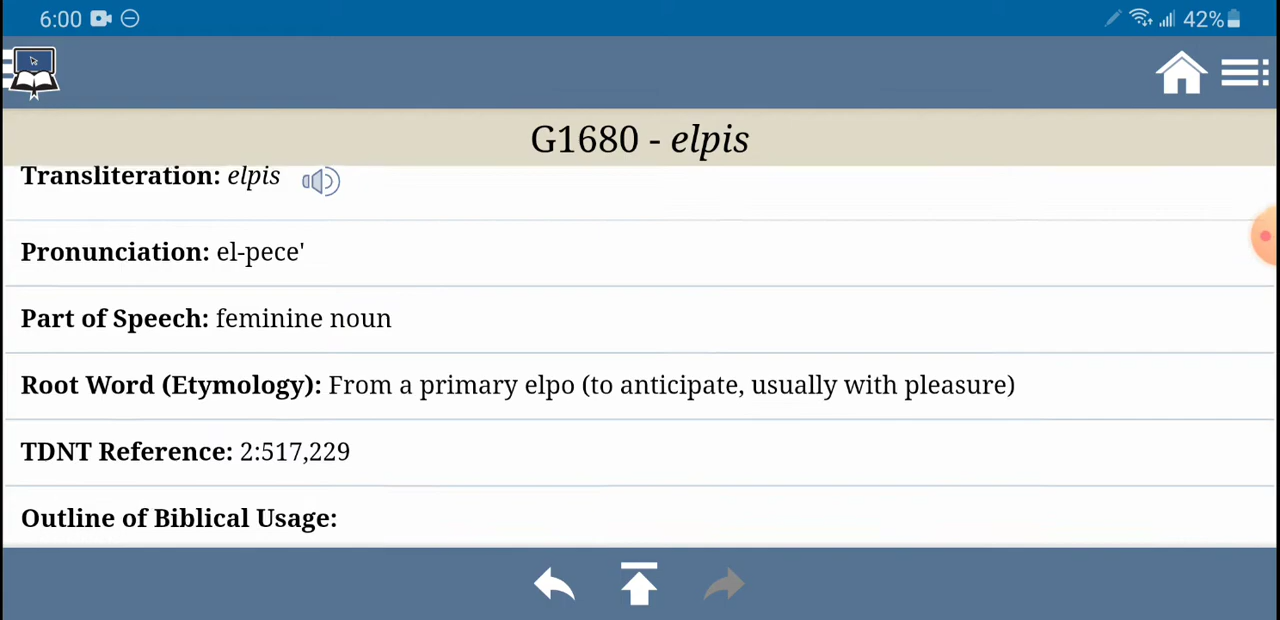 6:00 42%
G1680 - elpis
Transliteration: elpis
Pronunciation: el-pece'
Part of Speech: feminine noun
Root Word (Etymology): From a primary elpo (to anticipate, usually with pleasure)
TDNT Reference: 2:517,229
Outline of Biblical Usage: